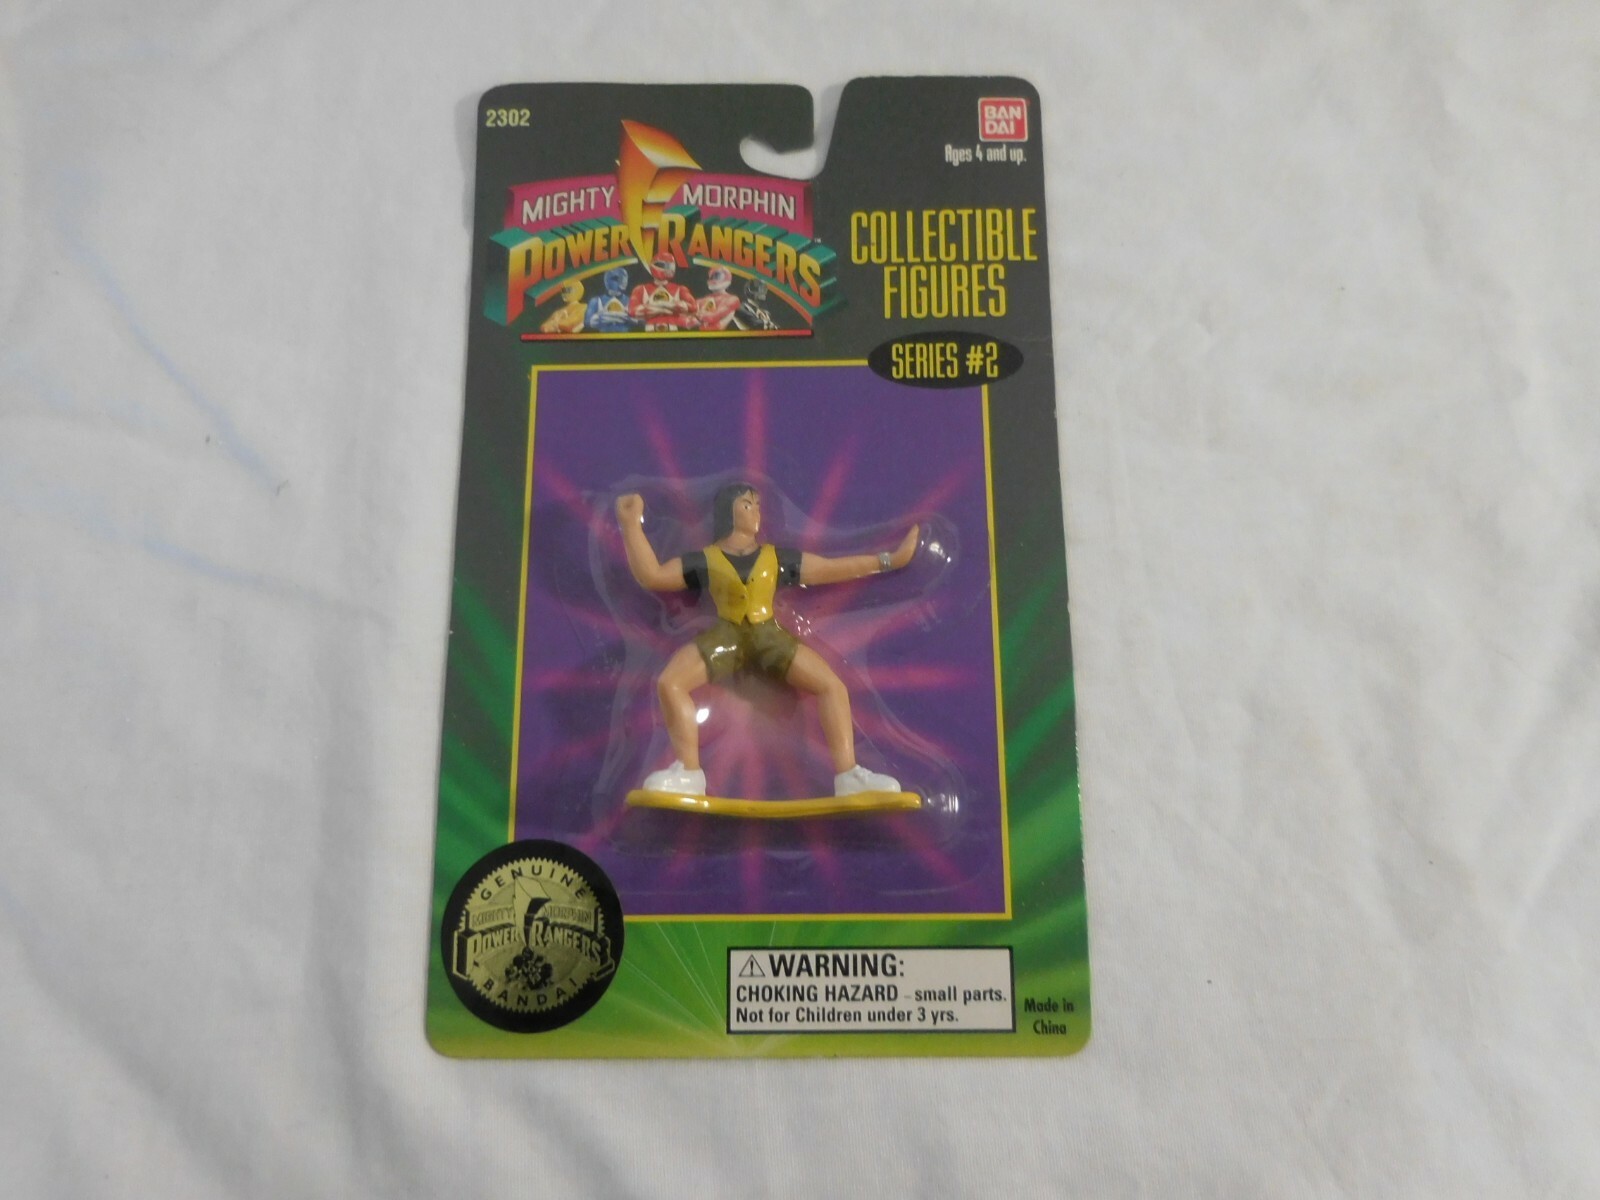 2302
BAN
DAI
Ages 4 and up.
MIGHTY MORPHIN
POWER RANGERS™
COLLECTIBLE
FIGURES
SERIES #2
GENUINE
MIGHTY MORPHIN
POWER RANGERS
BANDAI
⚠WARNING:
CHOKING HAZARD – small parts.
Not for Children under 3 yrs.
Made in
China